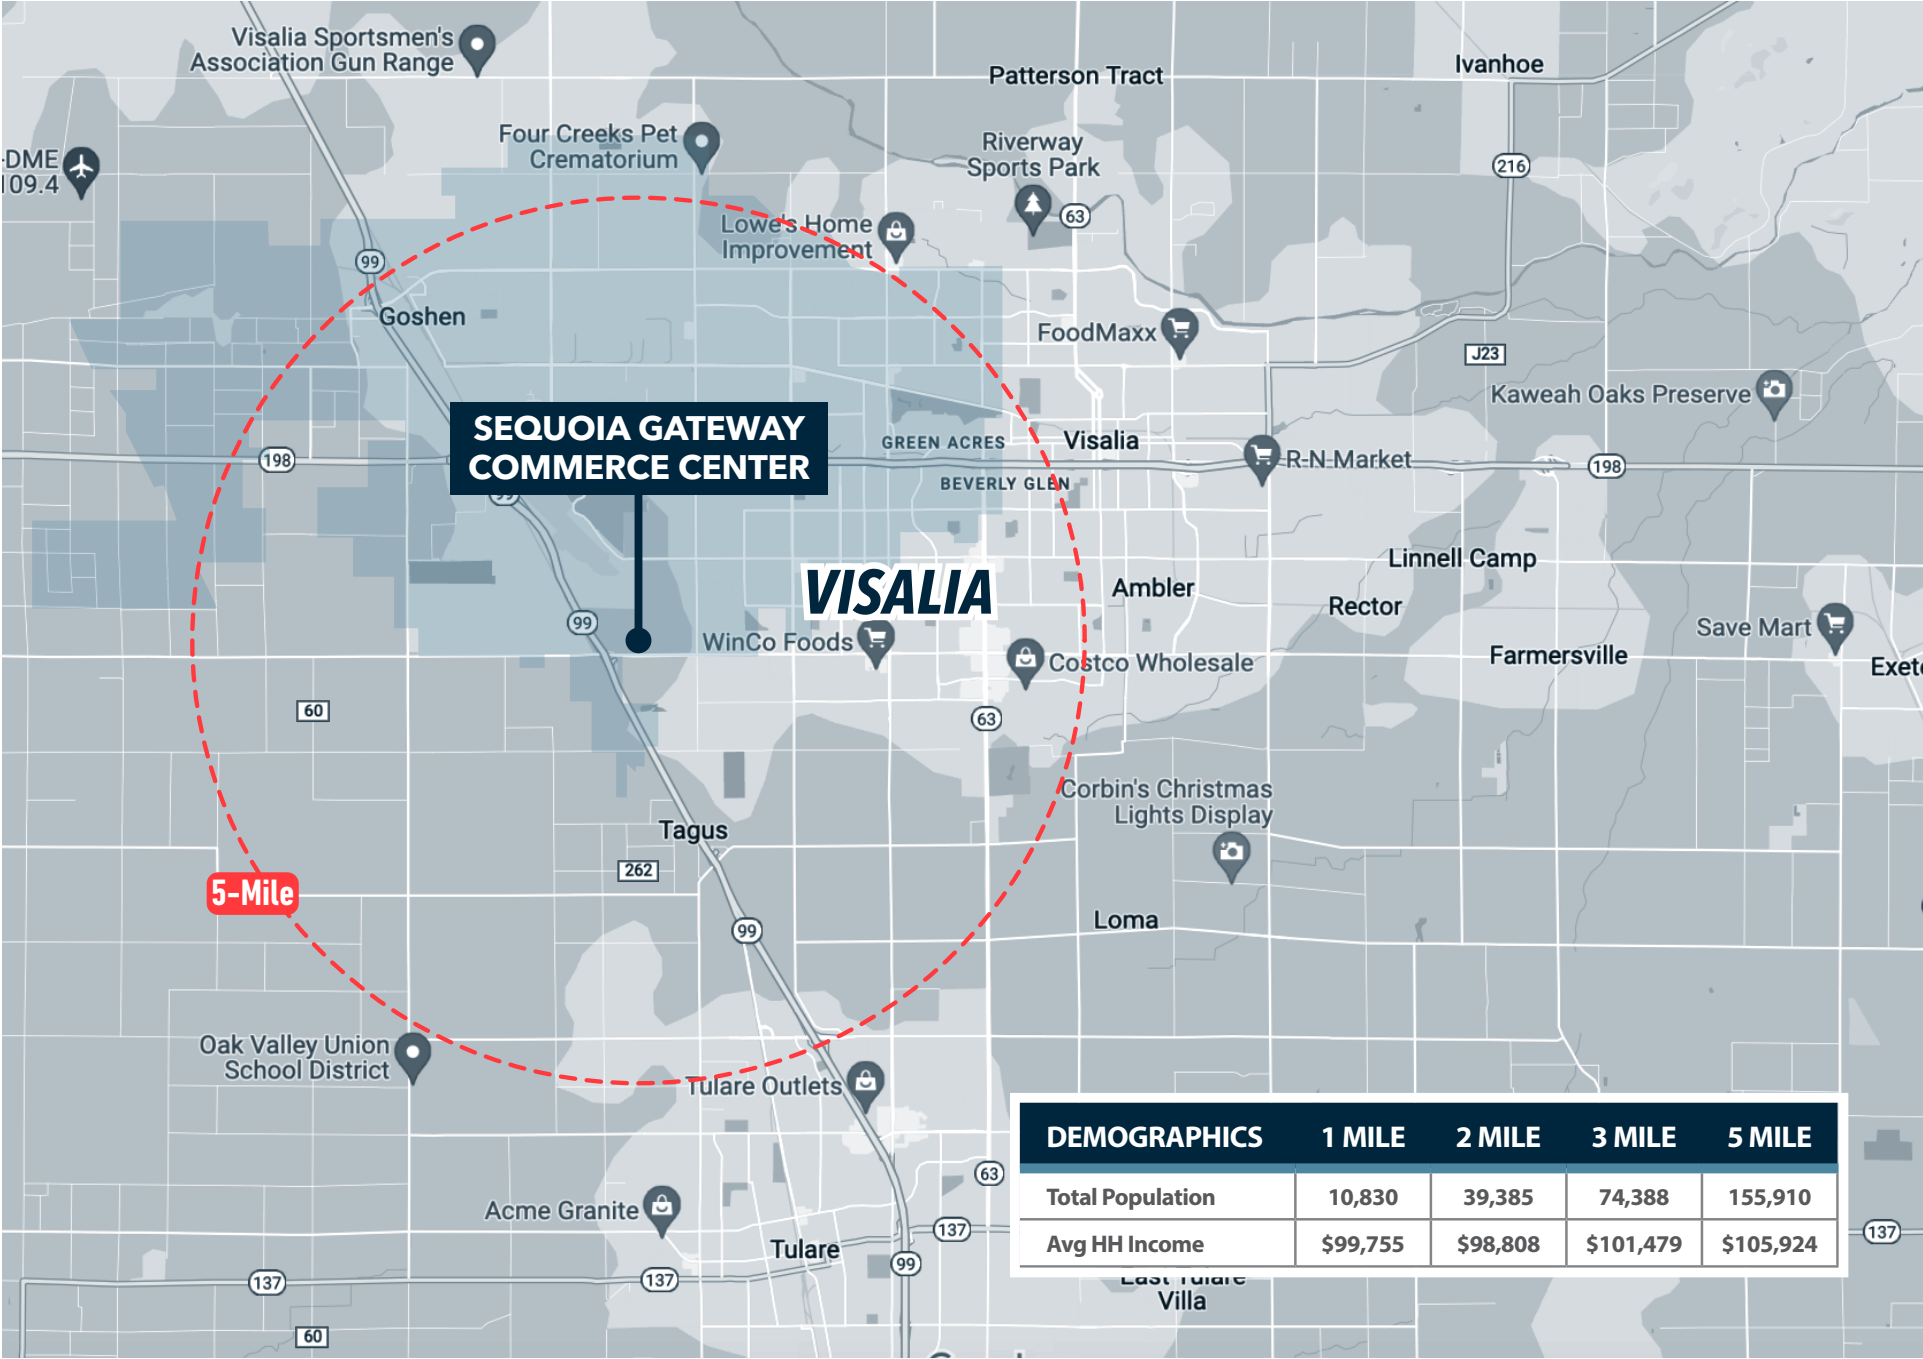 Visalia Sportsmen's
Association Gun Range
Patterson Tract
Ivanhoe
Four Creeks Pet
Crematorium
Riverway
Sports Park
-DME
109.4
216
63
Lowe's Home
Improvement
99
Goshen
FoodMaxx
J23
Kaweah Oaks Preserve
SEQUOIA GATEWAY
COMMERCE CENTER
GREEN ACRES
Visalia
198
R-N Market
198
BEVERLY GLEN
99
Linnell Camp
VISALIA
Ambler
Rector
99
WinCo Foods
Costco Wholesale
Save Mart
Farmersville
Exet
60
63
Corbin's Christmas
Lights Display
Tagus
262
5-Mile
Loma
99
Oak Valley Union
School District
Tulare Outlets
DEMOGRAPHICS 1 MILE 2 MILE 3 MILE 5 MILE
Total Population 10,830 39,385 74,388 155,910
Avg HH Income $99,755 $98,808 $101,479 $105,924
63
Acme Granite
137
137
Tulare
99
137
137
East Tulare
Villa
60